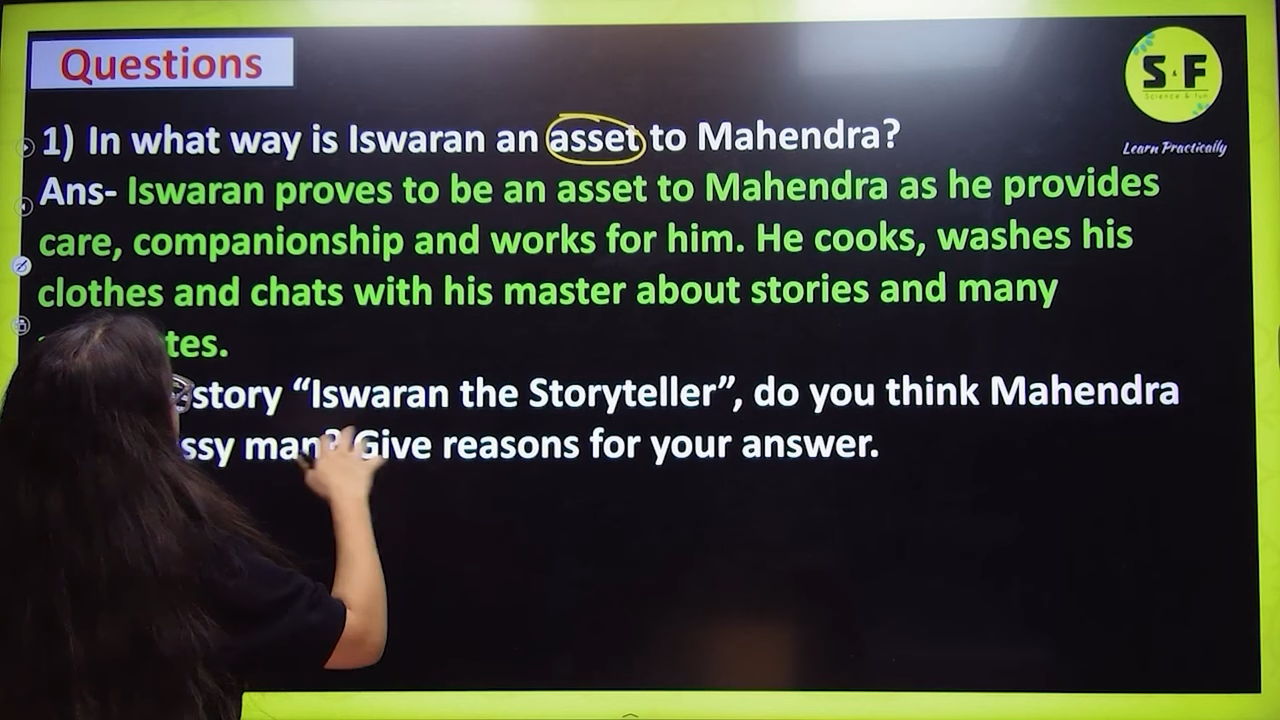 Questions
S&F
Science & fun
Learn Practically
1) In what way is Iswaran an asset to Mahendra?
Ans- Iswaran proves to be an asset to Mahendra as he provides
care, companionship and works for him. He cooks, washes his
clothes and chats with his master about stories and many
tes.
story “Iswaran the Storyteller”, do you think Mahendra
ssy man? Give reasons for your answer.